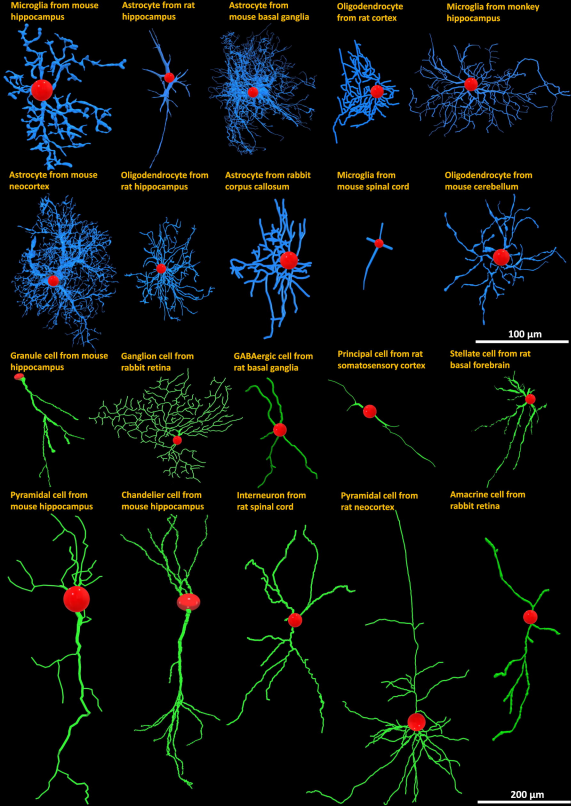 Microglia from mouse
hippocampus
Astrocyte from rat
hippocampus
Astrocyte from
mouse basal ganglia
Oligodendrocyte
from rat cortex
Microglia from monkey
hippocampus
Astrocyte from mouse
neocortex
Oligodendrocyte from
rat hippocampus
Astrocyte from rabbit
corpus callosum
Microglia from
mouse spinal cord
Oligodendrocyte from
mouse cerebellum
100 µm
Granule cell from mouse
hippocampus
Ganglion cell from
rabbit retina
GABAergic cell from
rat basal ganglia
Principal cell from rat
somatosensory cortex
Stellate cell from rat
basal forebrain
Pyramidal cell from
mouse hippocampus
Chandelier cell from
mouse hippocampus
Interneuron from
rat spinal cord
Pyramidal cell from
rat neocortex
Amacrine cell from
rabbit retina
200 µm